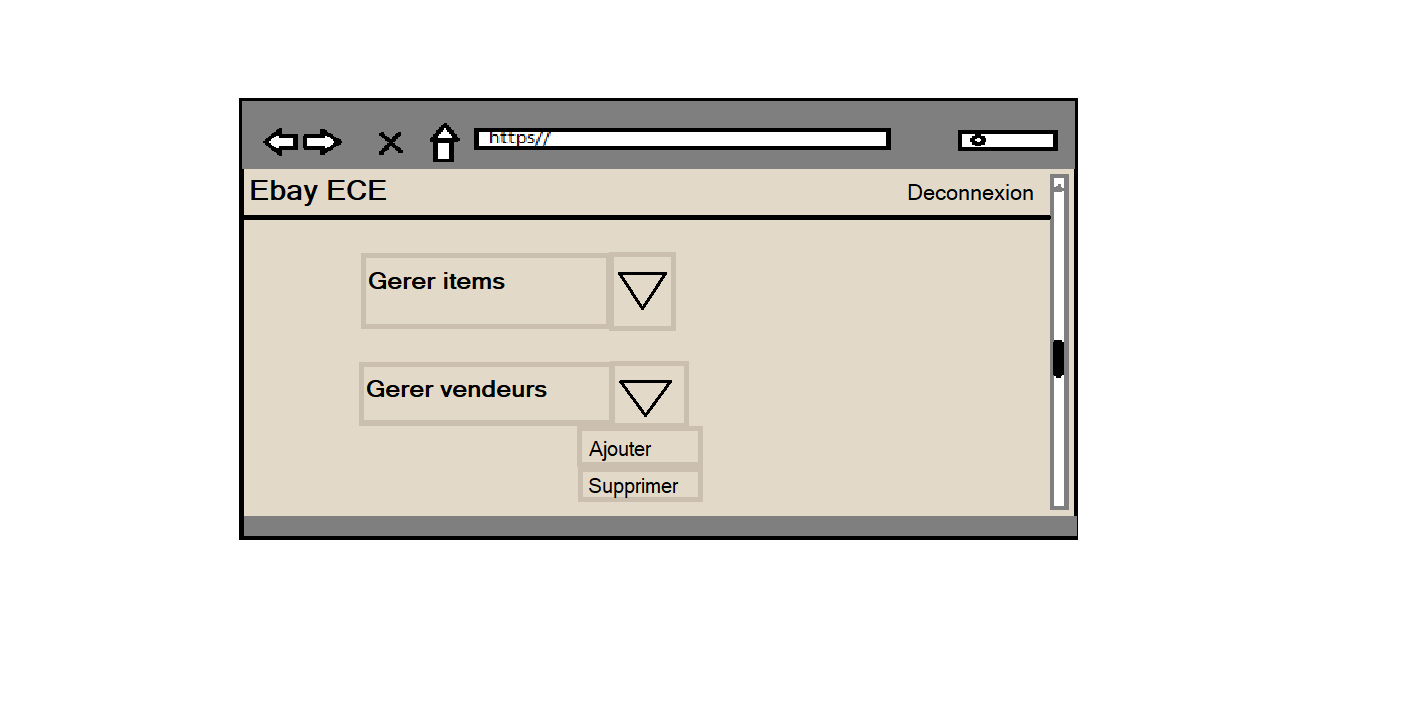 https//
Ebay ECE
Deconnexion
Gerer items
Gerer vendeurs
Ajouter
Supprimer